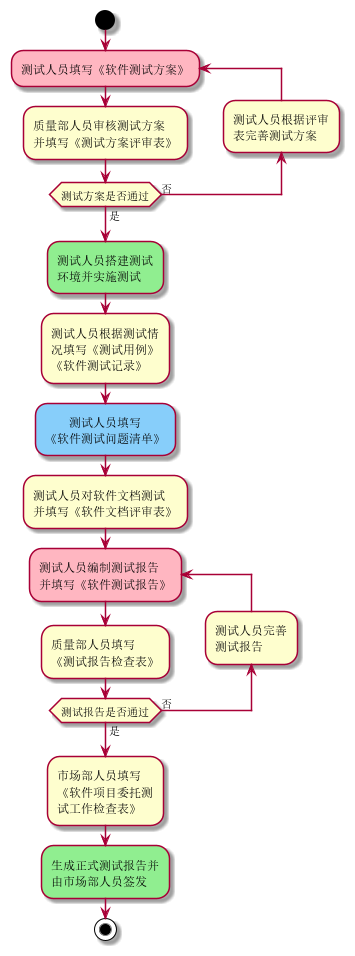 测试人员填写《软件测试方案》
质量部人员审核测试方案
并填写《测试方案评审表》
测试人员根据评审
表完善测试方案
测试方案是否通过
否
是
测试人员搭建测试
环境并实施测试
测试人员根据测试情
况填写《测试用例》
《软件测试记录》
测试人员填写
《软件测试问题清单》
测试人员对软件文档测试
并填写《软件文档评审表》
测试人员编制测试报告
并填写《软件测试报告》
质量部人员填写
《测试报告检查表》
测试人员完善
测试报告
测试报告是否通过
否
是
市场部人员填写
《软件项目委托测
试工作检查表》
生成正式测试报告并
由市场部人员签发